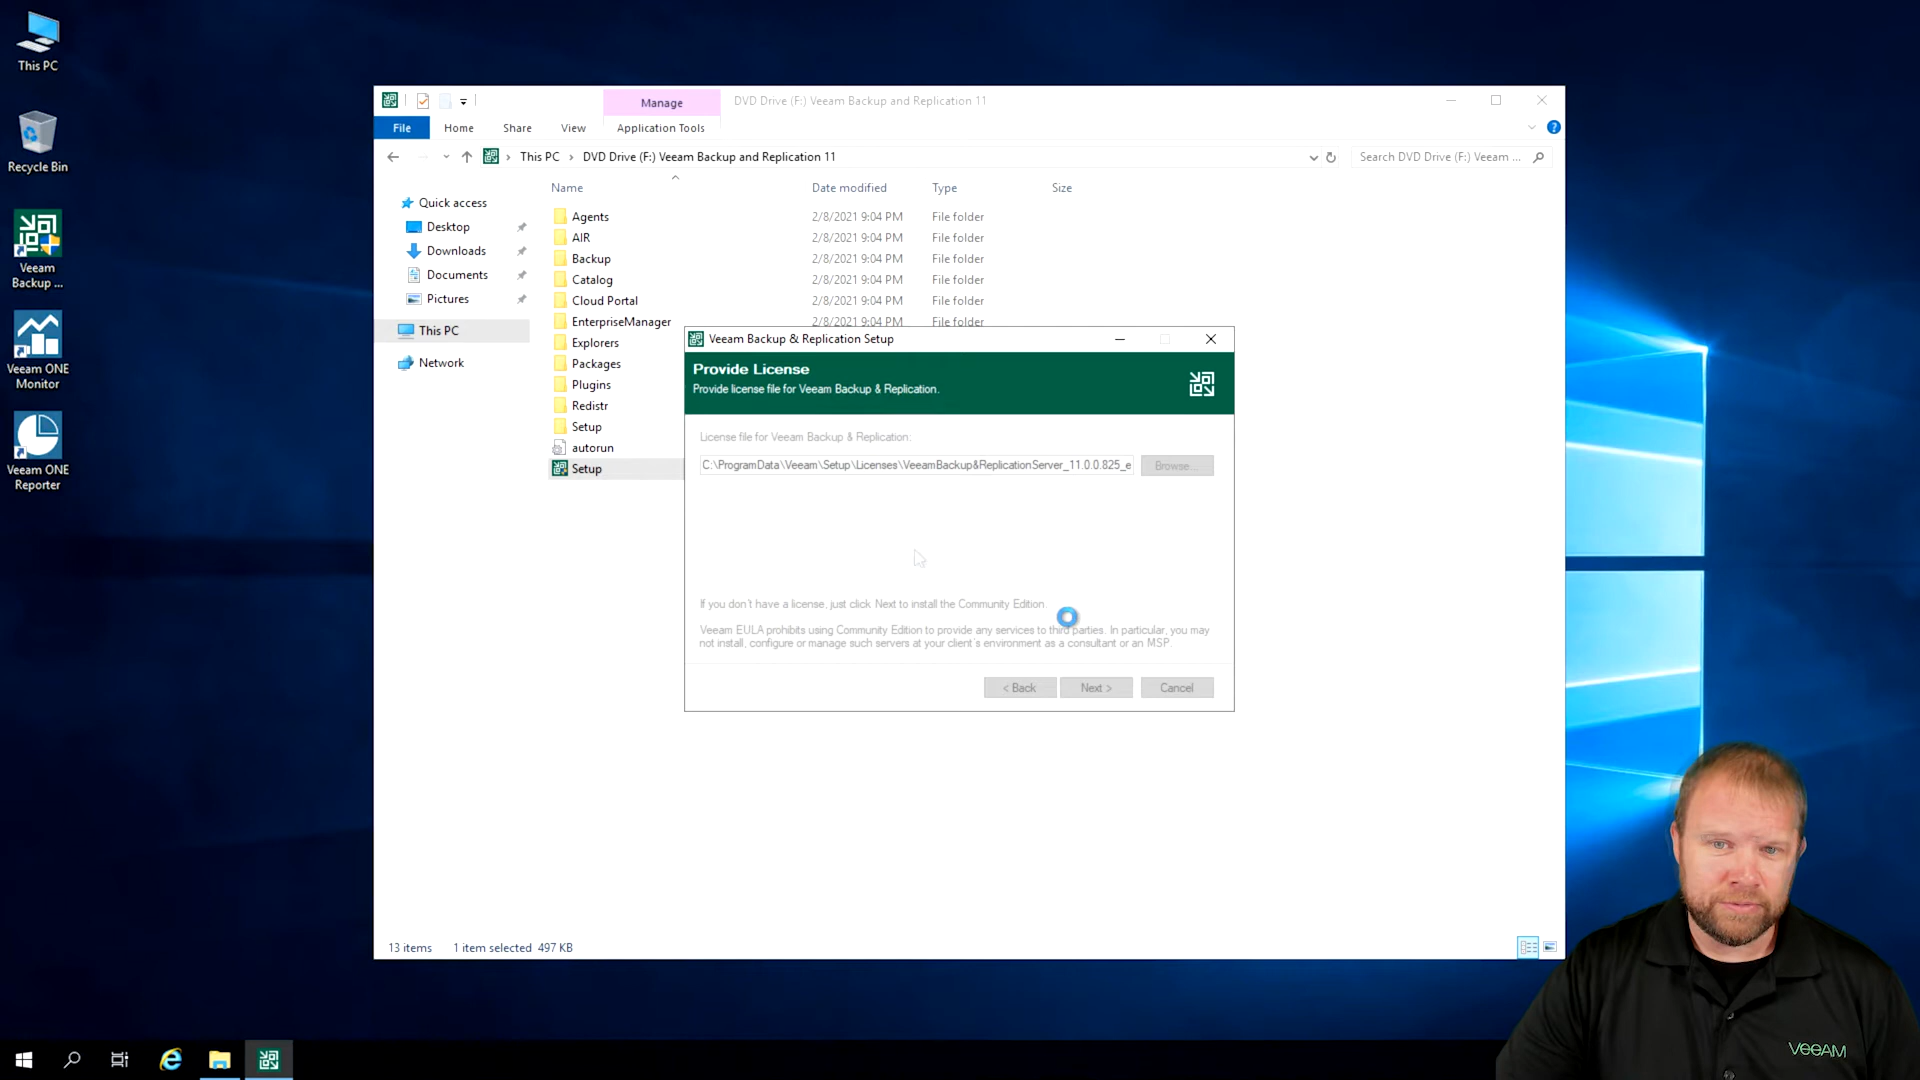 This PC
Recycle Bin
Veeam
Backup ...
Veeam ONE
Monitor
Veeam ONE
Reporter
Manage
DVD Drive (F:) Veeam Backup and Replication 11
File
Home
Share
View
Application Tools
This PC
DVD Drive (F:) Veeam Backup and Replication 11
Search DVD Drive (F:) Veeam ...
Quick access
Desktop
Downloads
Documents
Pictures
This PC
Network
Name
Date modified
Type
Size
Agents 2/8/2021 9:04 PM File folder
AIR 2/8/2021 9:04 PM File folder
Backup 2/8/2021 9:04 PM File folder
Catalog 2/8/2021 9:04 PM File folder
Cloud Portal 2/8/2021 9:04 PM File folder
EnterpriseManager 2/8/2021 9:04 PM File folder
Explorers
Packages
Plugins
Redistr
Setup
autorun
Setup
Veeam Backup & Replication Setup
Provide License
Provide license file for Veeam Backup & Replication.
License file for Veeam Backup & Replication:
C:\ProgramData\Veeam\Setup\Licenses\VeeamBackup&ReplicationServer_11.0.0.825_e
Browse...
If you don't have a license, just click Next to install the Community Edition.
Veeam EULA prohibits using Community Edition to provide any services to third parties. In particular, you may
not install, configure or manage such servers at your client's environment as a consultant or an MSP.
< Back
Next >
Cancel
13 items
1 item selected 497 KB
VEEAM